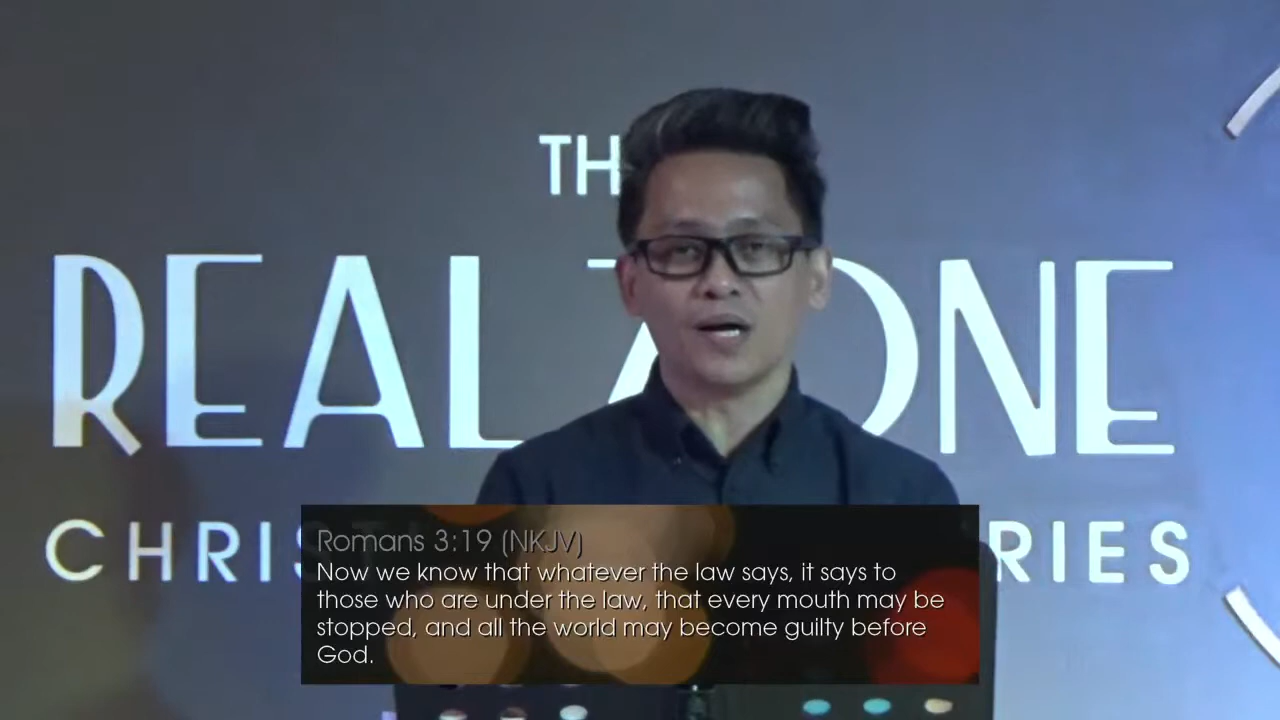 TH
REAL ONE
CHRIS RIES
Romans 3:19 (NKJV)
Now we know that whatever the law says, it says to
those who are under the law, that every mouth may be
stopped, and all the world may become guilty before
God.